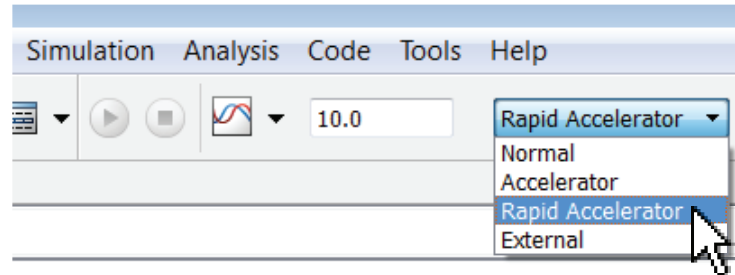 Simulation Analysis Code Tools Help
10.0 Rapid Accelerator
Normal
Accelerator
Rapid Accelerator
External